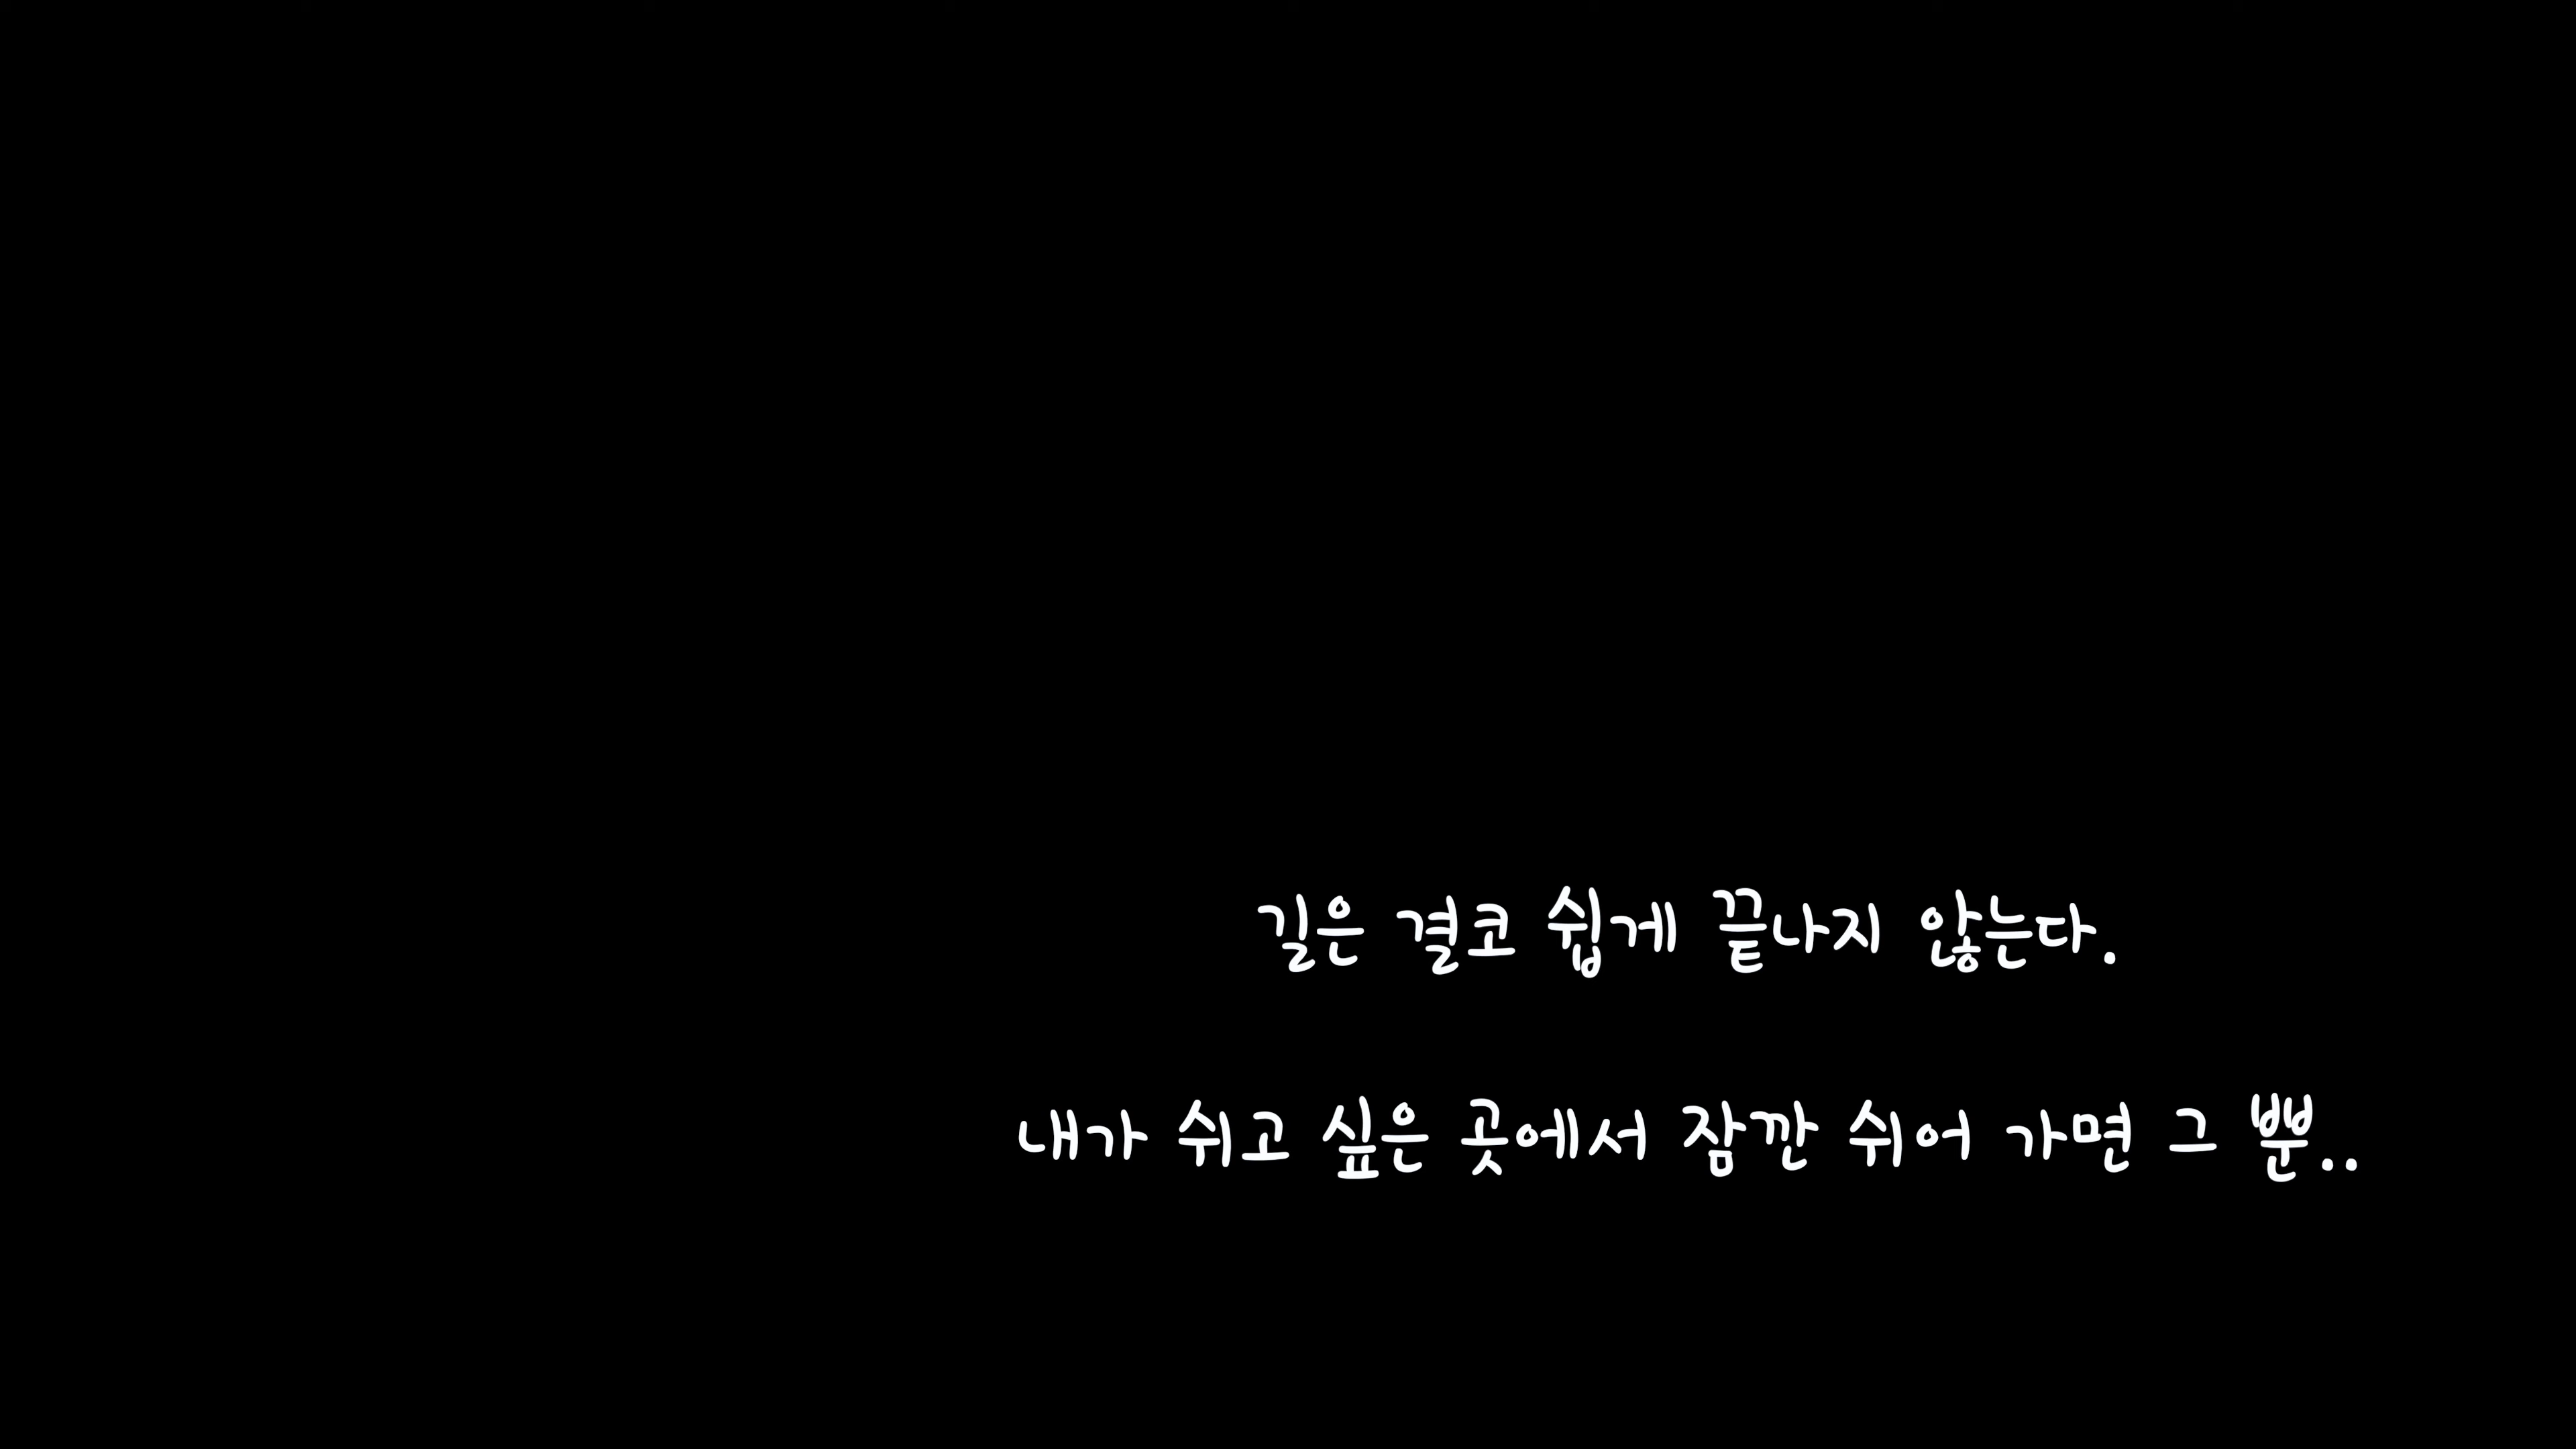 길은 결코 쉽게 끝나지 않는다.
내가 쉬고 싶은 곳에서 잠깐 쉬어 가면 그 뿐..